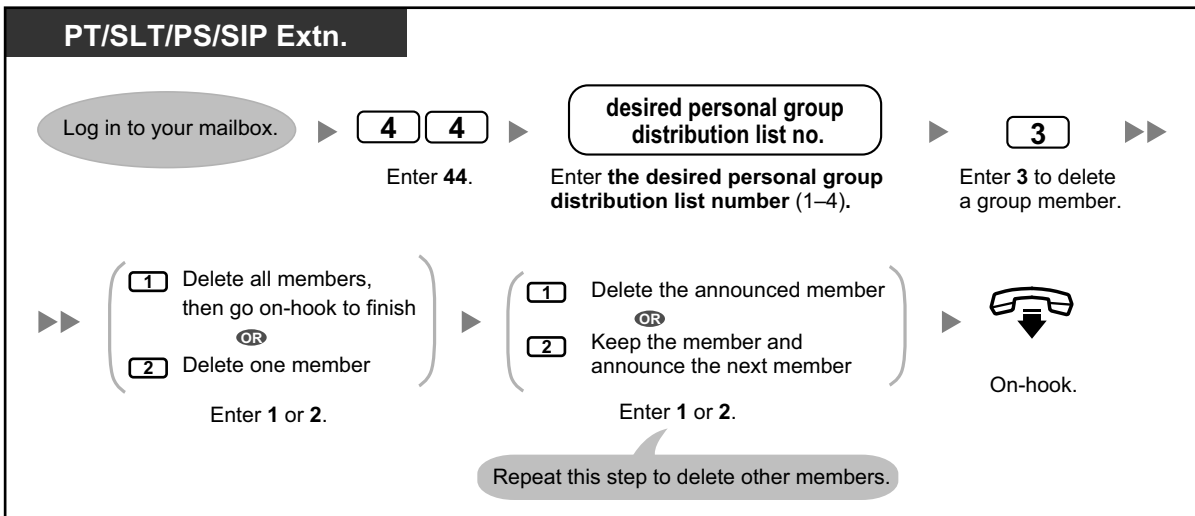 PT/SLT/PS/SIP Extn.
Log in to your mailbox.
4 4
Enter 44.
desired personal group
distribution list no.
Enter the desired personal group
distribution list number (1–4).
3
Enter 3 to delete
a group member.
1 Delete all members,
then go on-hook to finish
OR
2 Delete one member
Enter 1 or 2.
1 Delete the announced member
OR
2 Keep the member and
announce the next member
Enter 1 or 2.
Repeat this step to delete other members.
On-hook.